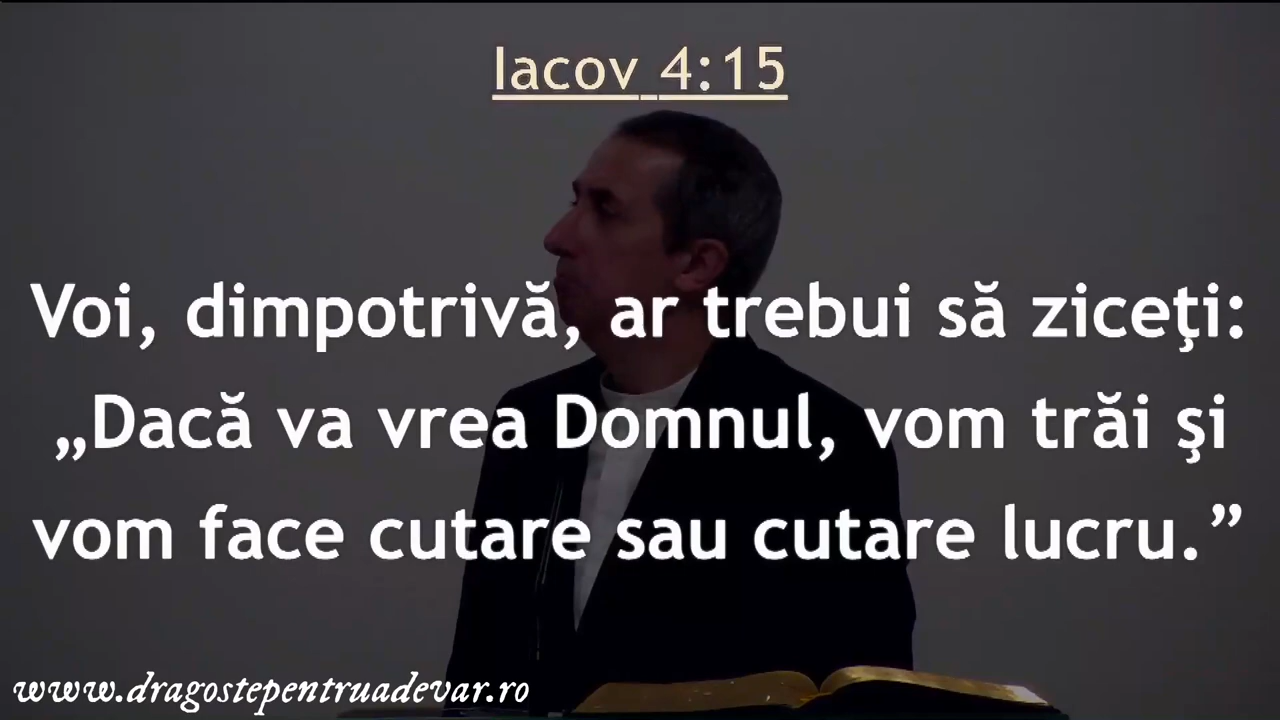 Iacov 4:15
Voi, dimpotrivă, ar trebui să ziceţi:
„Dacă va vrea Domnul, vom trăi şi
vom face cutare sau cutare lucru.”
www.dragostepentruadevar.ro